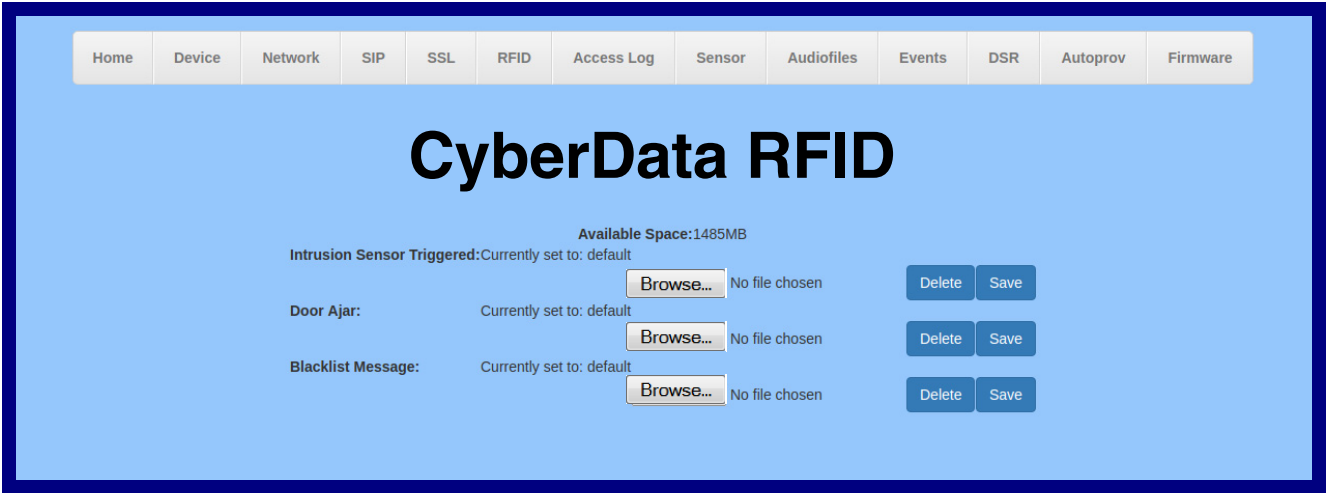 Home Device Network SIP SSL RFID Access Log Sensor Audiofiles Events DSR Autoprov Firmware
CyberData RFID
Available Space:1485MB
Intrusion Sensor Triggered:Currently set to: default
Browse... No file chosen Delete Save
Door Ajar: Currently set to: default
Browse... No file chosen Delete Save
Blacklist Message: Currently set to: default
Browse... No file chosen Delete Save